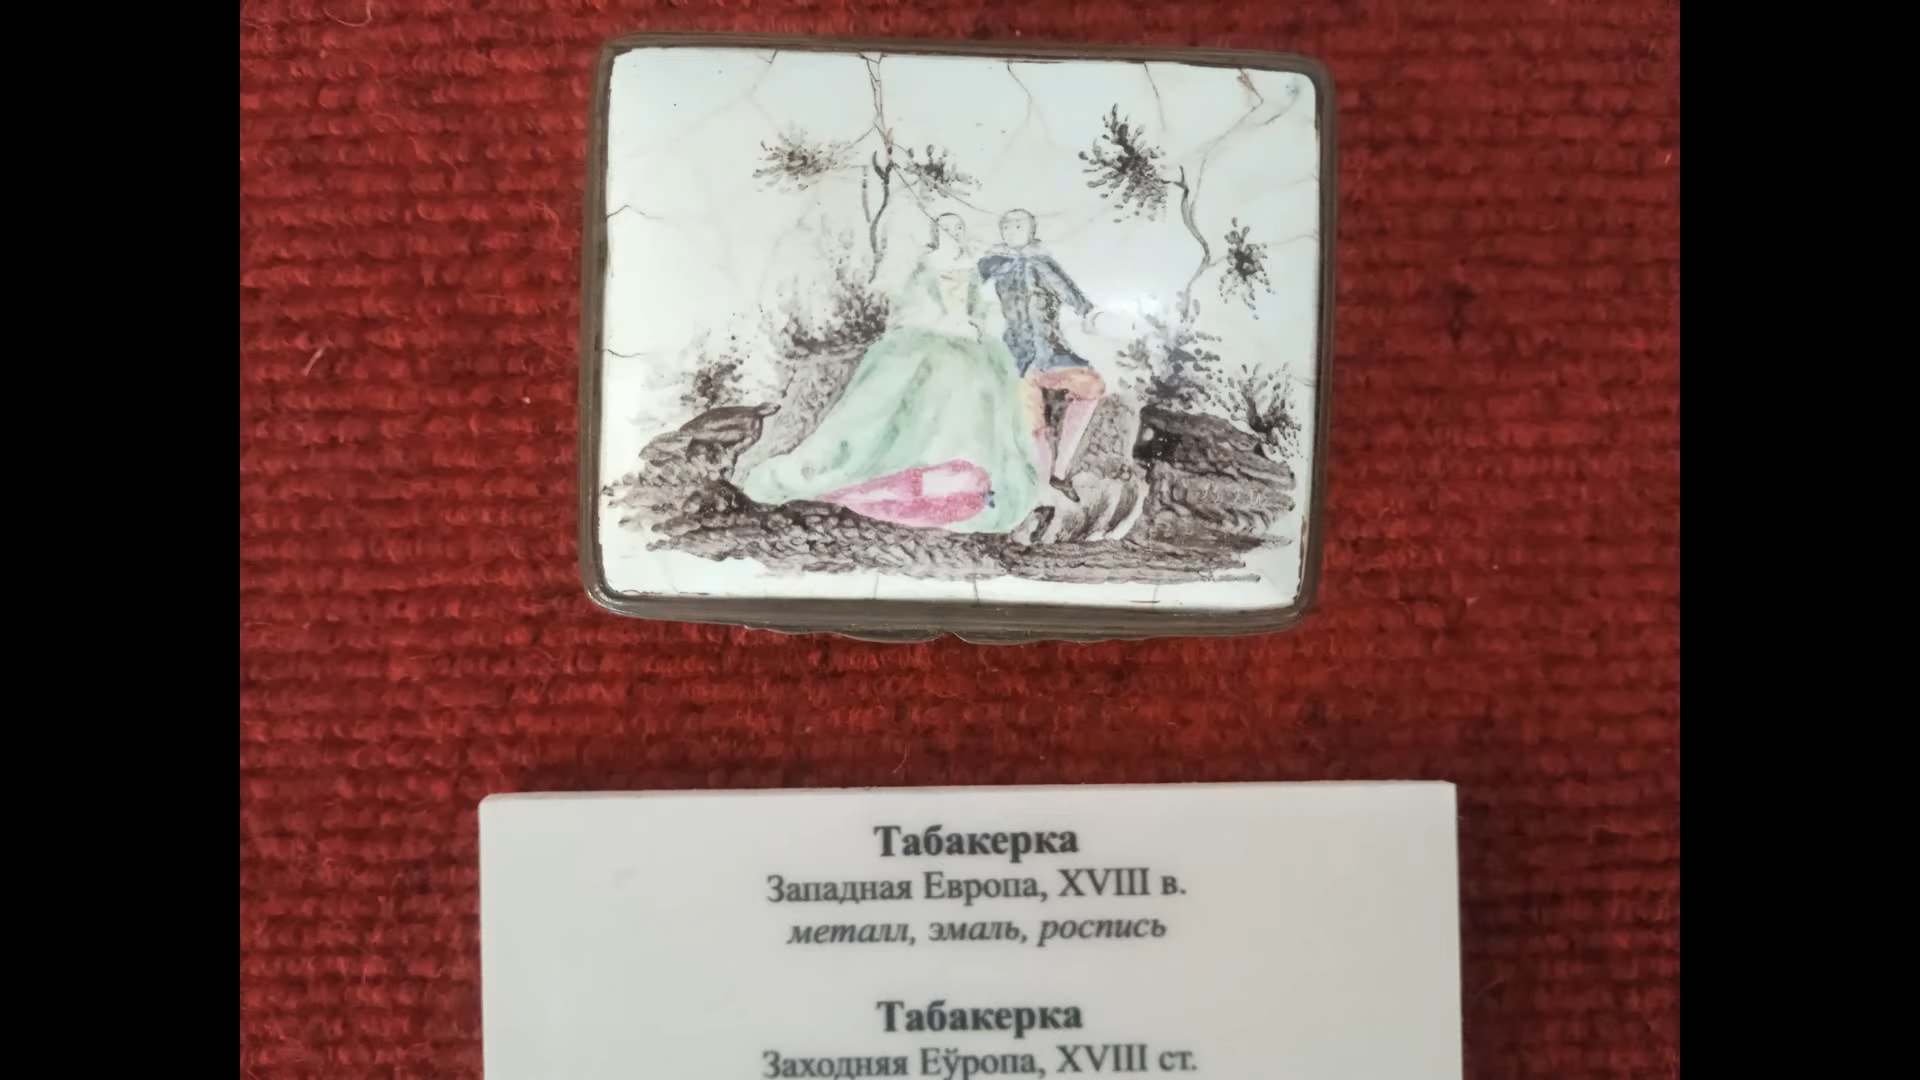 Табакерка
Западная Европа, XVIII в.
металл, эмаль, роспись
Табакерка
Заходняя Еўропа, XVIII ст.